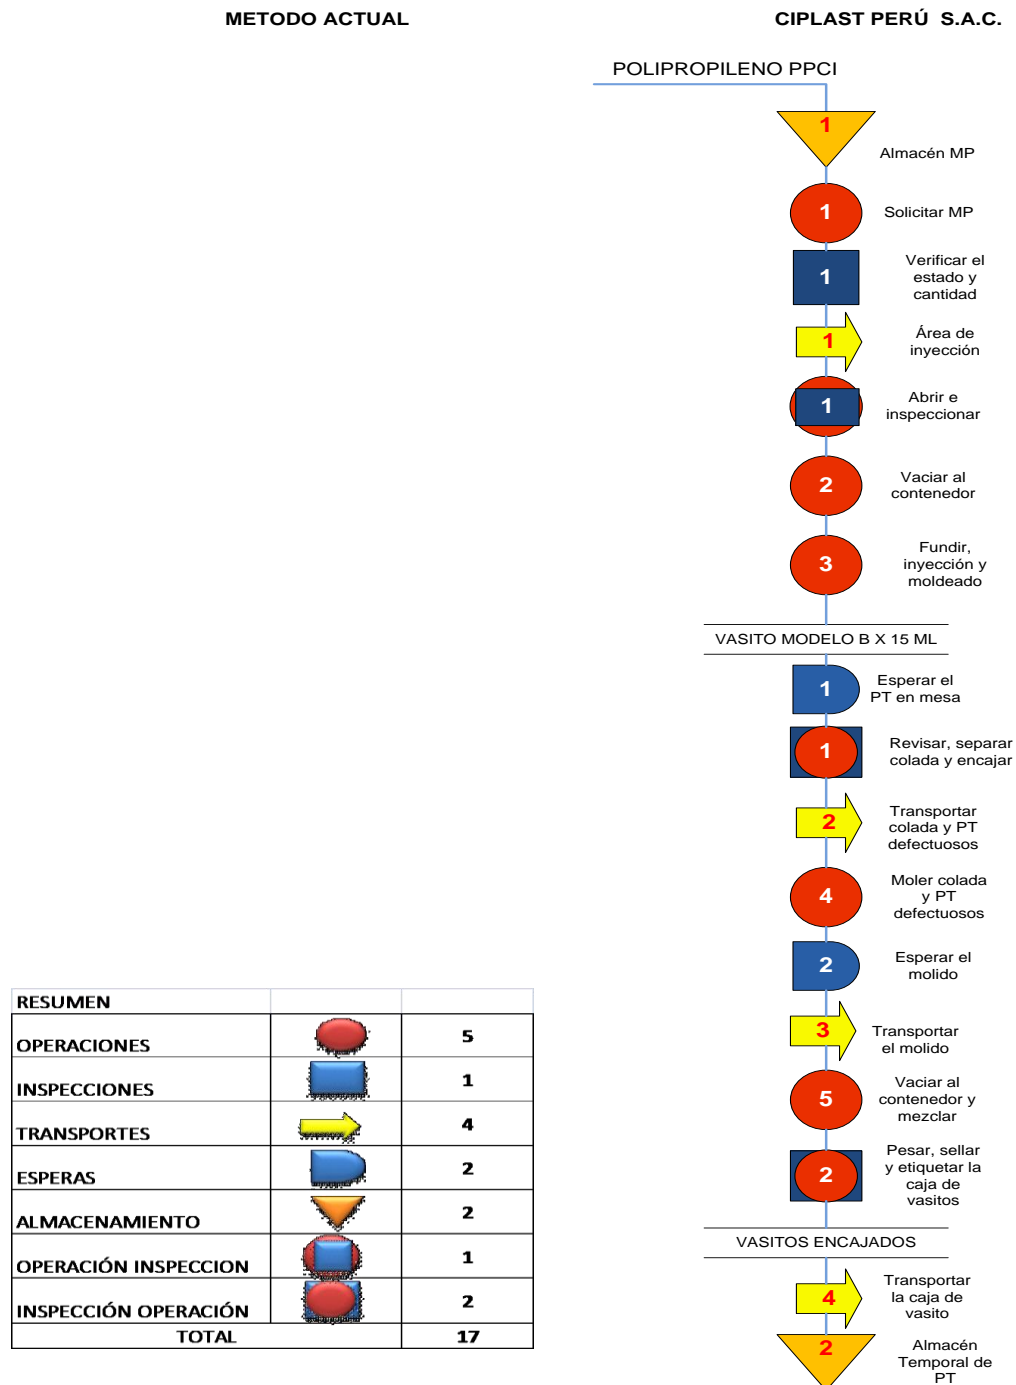 METODO ACTUAL
CIPLAST PERÚ S.A.C.
POLIPROPILENO PPCI
1
Almacén MP
1
Solicitar MP
1
Verificar el
estado y
cantidad
1
Área de
inyección
1
Abrir e
inspeccionar
2
Vaciar al
contenedor
3
Fundir,
inyección y
moldeado
VASITO MODELO B X 15 ML
1
Esperar el
PT en mesa
1
Revisar, separar
colada y encajar
2
Transportar
colada y PT
defectuosos
4
Moler colada
y PT
defectuosos
2
Esperar el
molido
3
Transportar
el molido
5
Vaciar al
contenedor y
mezclar
2
Pesar, sellar
y etiquetar la
caja de
vasitos
VASITOS ENCAJADOS
4
Transportar
la caja de
vasito
2
Almacén
Temporal de
PT
RESUMEN
OPERACIONES 5
INSPECCIONES 1
TRANSPORTES 4
ESPERAS 2
ALMACENAMIENTO 2
OPERACIÓN INSPECCION 1
INSPECCIÓN OPERACIÓN 2
TOTAL 17